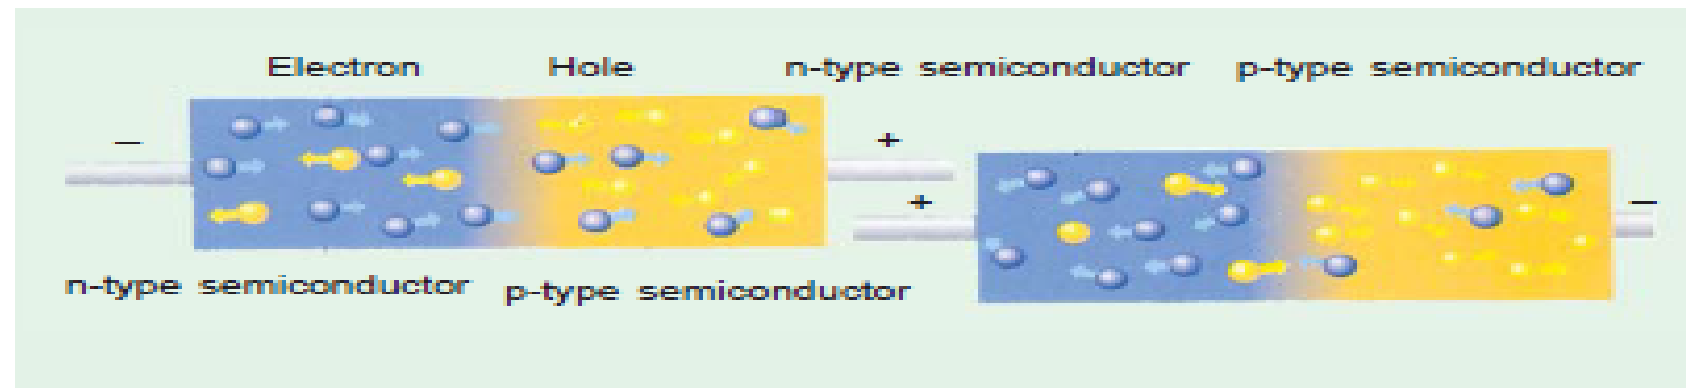 Electron Hole n-type semiconductor p-type semiconductor
− +
+ −
n-type semiconductor p-type semiconductor